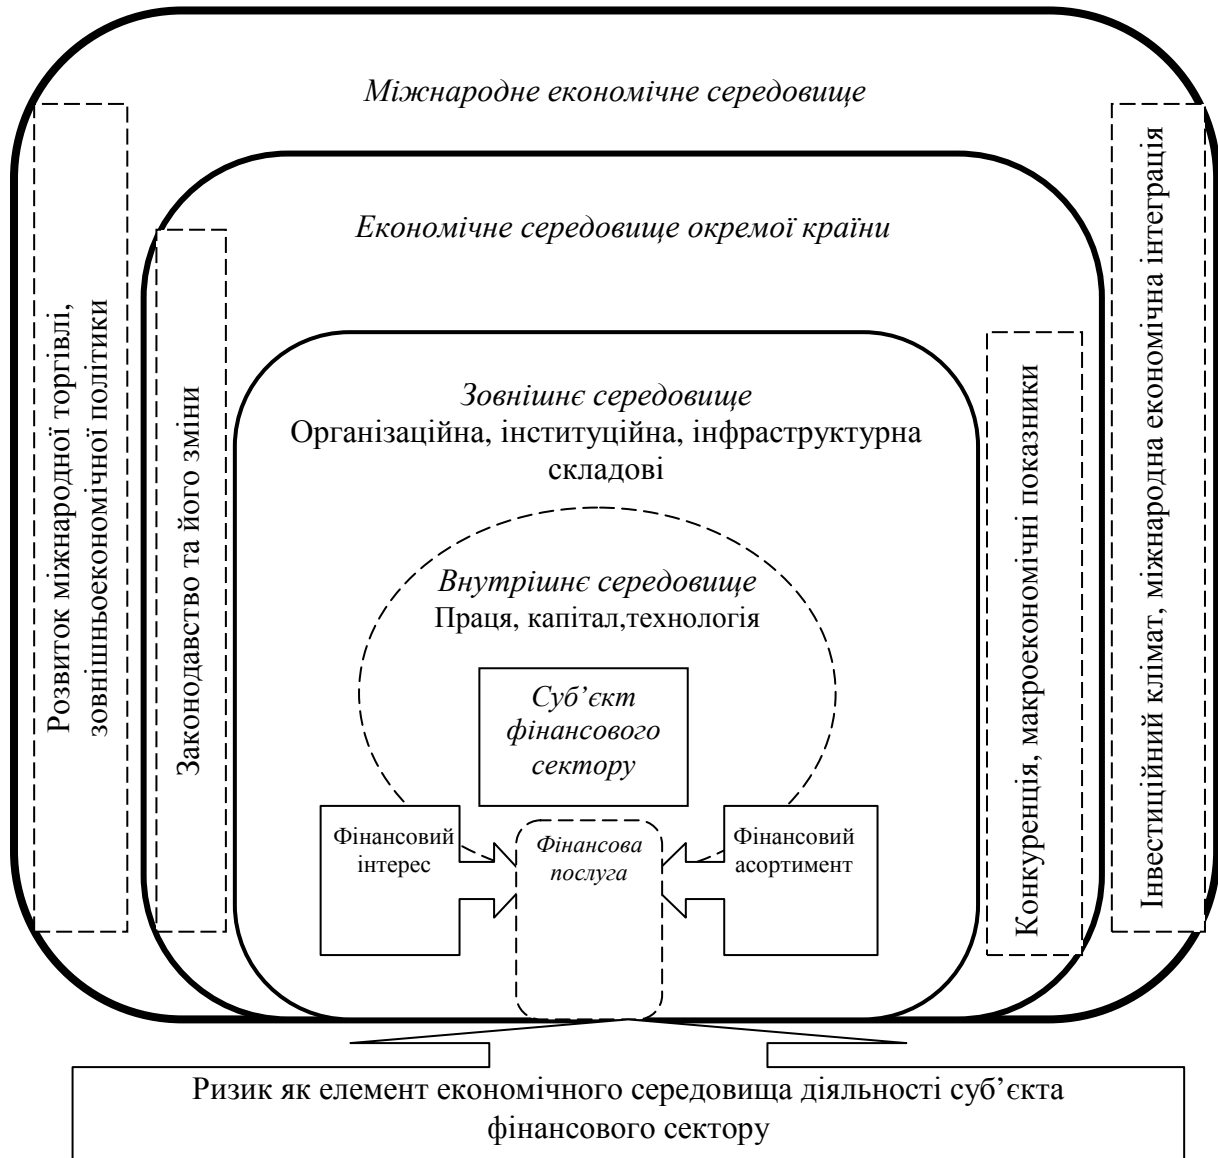 Міжнародне економічне середовище
Економічне середовище окремої країни
Розвиток міжнародної торгівлі,
зовнішньоекономічної політики
Законодавство та його зміни
Зовнішнє середовище
Організаційна, інституційна, інфраструктурна
складові
Внутрішнє середовище
Праця, капітал,технологія
Суб’єкт
фінансового
сектору
Фінансовий
інтерес
Фінансова
послуга
Фінансовий
асортимент
Конкуренція, макроекономічні показники
Інвестиційний клімат, міжнародна економічна інтеграція
Ризик як елемент економічного середовища діяльності суб’єкта
фінансового сектору